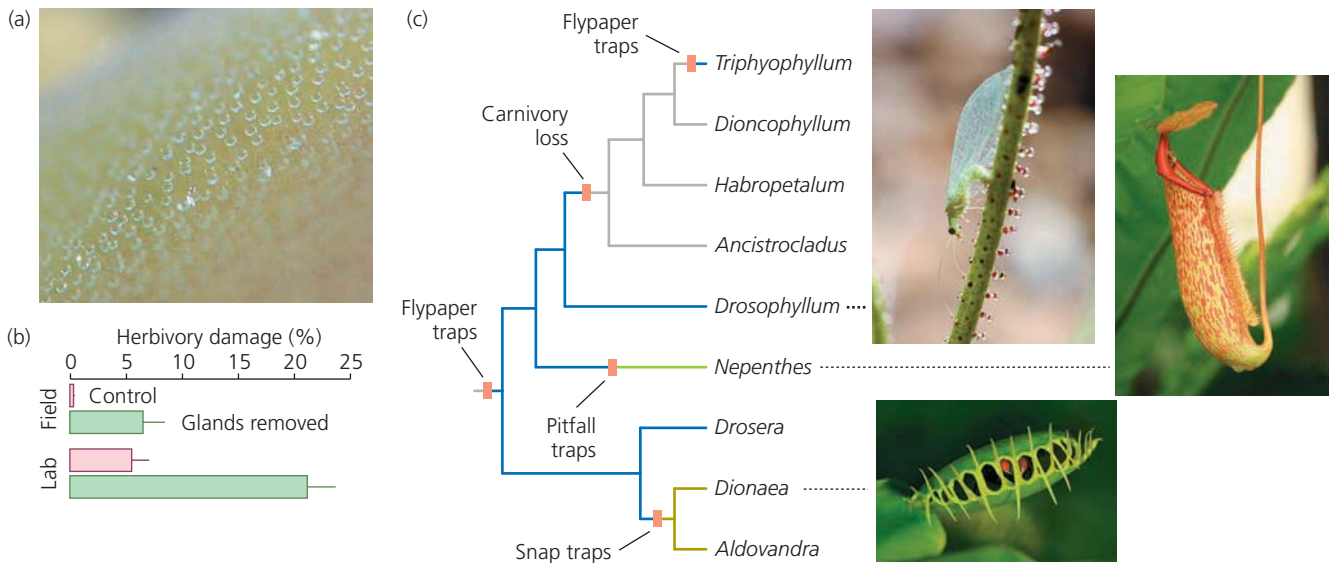 (a)
(b)
Herbivory damage (%)
0 5 10 15 20 25
Field
Control
Glands removed
Lab
(c)
Flypaper
traps
Triphyophyllum
Carnivory
loss
Dioncophyllum
Habropetalum
Ancistrocladus
Flypaper
traps
Drosophyllum
Nepenthes
Pitfall
traps
Drosera
Dionaea
Snap traps
Aldovandra